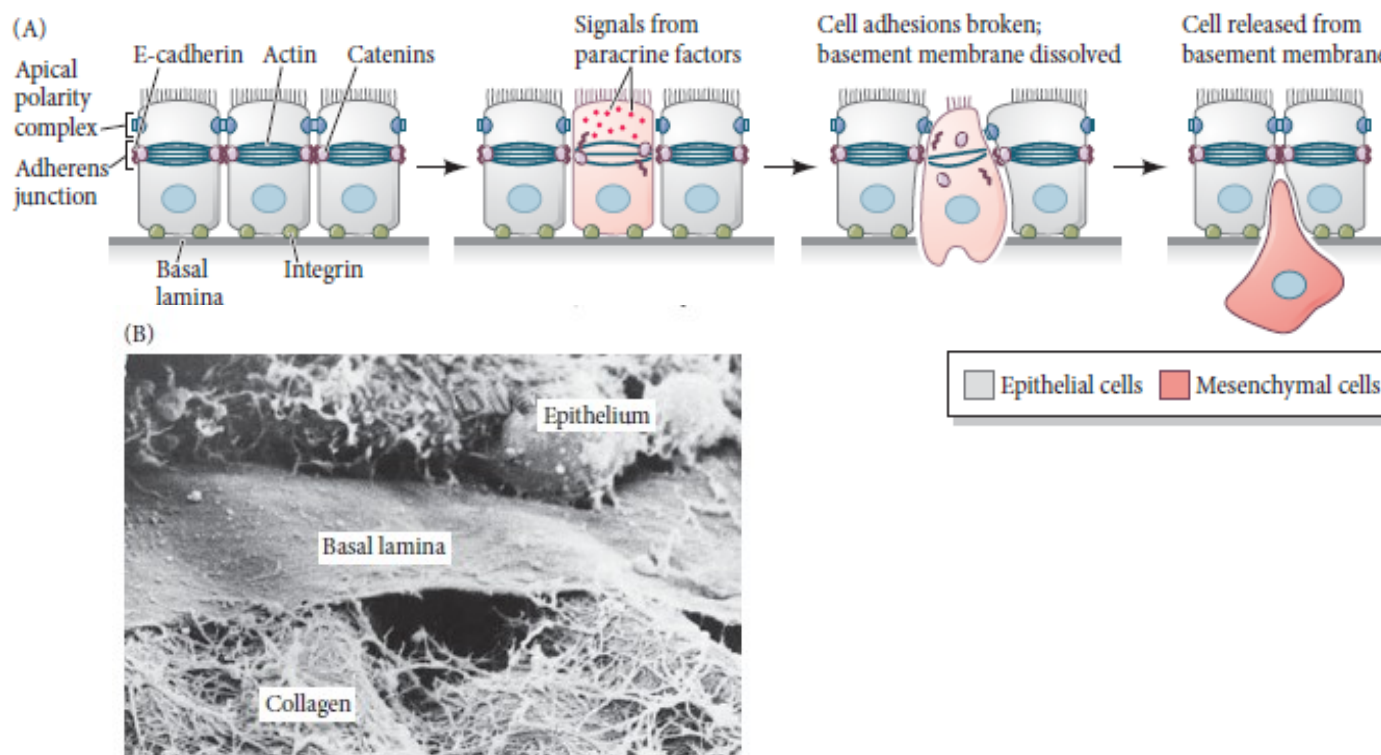 (A)
E-cadherin
Actin
Catenins
Apical
polarity
complex
Adherens
junction
Basal
lamina
Integrin
Signals from
paracrine factors
Cell adhesions broken;
basement membrane dissolved
Cell released from
basement membrane
(B)
Epithelium
Basal lamina
Collagen
Epithelial cells
Mesenchymal cells